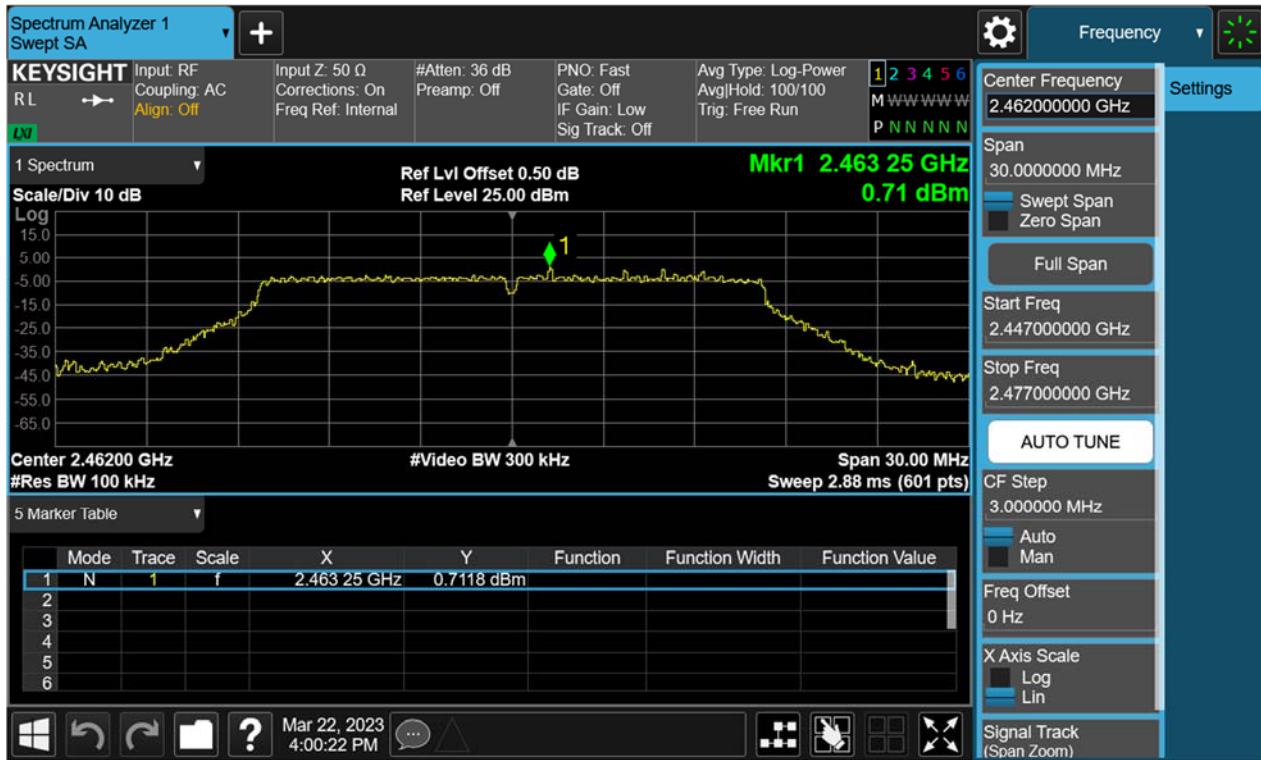 Spectrum Analyzer 1
Swept SA
+
Frequency
KEYSIGHT
R L
LXI
Input: RF
Coupling: AC
Align: Off
Input Z: 50 Ω
Corrections: On
Freq Ref: Internal
#Atten: 36 dB
Preamp: Off
PNO: Fast
Gate: Off
IF Gain: Low
Sig Track: Off
Avg Type: Log-Power
Avg|Hold: 100/100
Trig: Free Run
1 2 3 4 5 6
M W W W W W
P N N N N N
1 Spectrum
Scale/Div 10 dB
Ref Lvl Offset 0.50 dB
Ref Level 25.00 dBm
Mkr1 2.463 25 GHz
0.71 dBm
Log
15.0
5.00
-5.00
-15.0
-25.0
-35.0
-45.0
-55.0
-65.0
1
Center 2.46200 GHz
#Res BW 100 kHz
#Video BW 300 kHz
Span 30.00 MHz
Sweep 2.88 ms (601 pts)
5 Marker Table
Mode Trace Scale X Y Function Function Width Function Value
1 N 1 f 2.463 25 GHz 0.7118 dBm
2
3
4
5
6
?
Mar 22, 2023
4:00:22 PM
Center Frequency
2.462000000 GHz
Settings
Span
30.0000000 MHz
Swept Span
Zero Span
Full Span
Start Freq
2.447000000 GHz
Stop Freq
2.477000000 GHz
AUTO TUNE
CF Step
3.000000 MHz
Auto
Man
Freq Offset
0 Hz
X Axis Scale
Log
Lin
Signal Track
(Span Zoom)